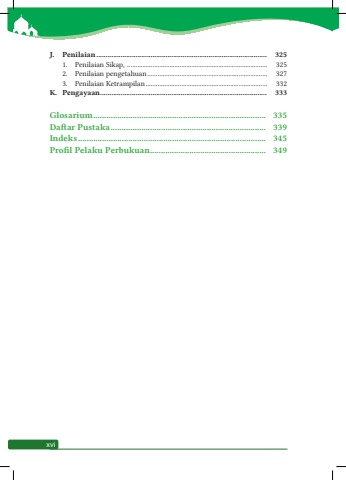 J. Penilaian 325
1. Penilaian Sikap, 325
2. Penilaian pengetahuan 327
3. Penilaian Ketrampilan 332
K. Pengayaan 333
Glosarium 335
Daftar Pustaka 339
Indeks 345
Profil Pelaku Perbukuan 349
xvi